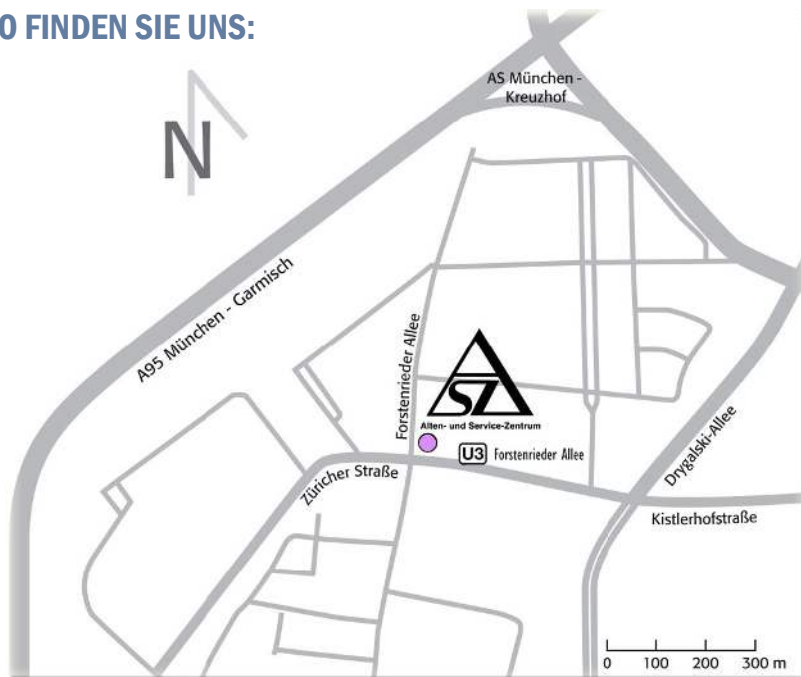 O FINDEN SIE UNS:
AS München -
Kreuzhof
N
A95 München - Garmisch
Forstenrieder Allee
ASZ
Alten- und Service-Zentrum
U3 Forstenrieder Allee
Züricher Straße
Drygalski-Allee
Kistlerhofstraße
0 100 200 300 m